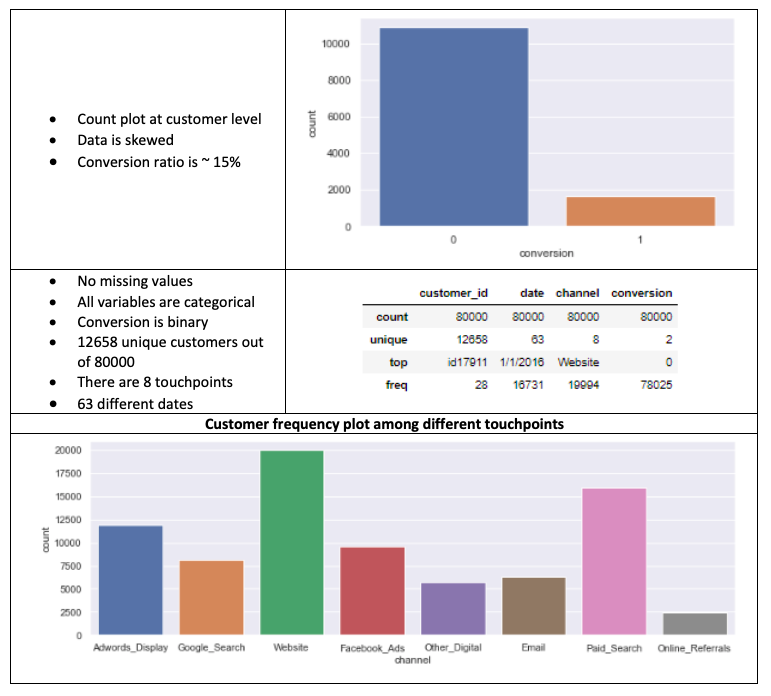 • Count plot at customer level
• Data is skewed
• Conversion ratio is ~ 15%
10000
8000
6000
4000
2000
0
count
0 1
conversion
• No missing values
• All variables are categorical
• Conversion is binary
• 12658 unique customers out
of 80000
• There are 8 touchpoints
• 63 different dates
customer_id date channel conversion
count 80000 80000 80000 80000
unique 12658 63 8 2
top id17911 1/1/2016 Website 0
freq 28 16731 19994 78025
Customer frequency plot among different touchpoints
20000
17500
15000
12500
10000
7500
5000
2500
0
count
Adwords_Display Google_Search Website Facebook_Ads Other_Digital Email Paid_Search Online_Referrals
channel